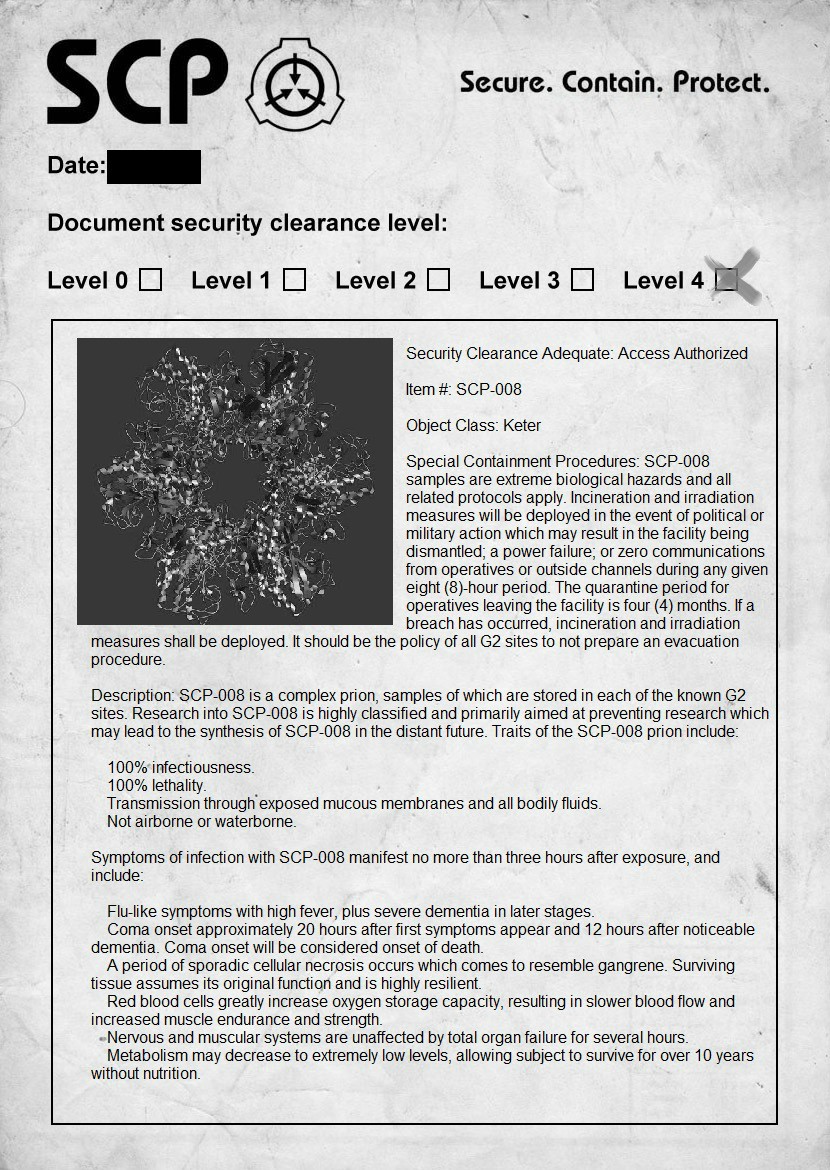 SCP
Secure. Contain. Protect.
Date:
Document security clearance level:
Level 0 Level 1 Level 2 Level 3 Level 4
Security Clearance Adequate: Access Authorized
Item #: SCP-008
Object Class: Keter
Special Containment Procedures: SCP-008
samples are extreme biological hazards and all
related protocols apply. Incineration and irradiation
measures will be deployed in the event of political or
military action which may result in the facility being
dismantled; a power failure; or zero communications
from operatives or outside channels during any given
eight (8)-hour period. The quarantine period for
operatives leaving the facility is four (4) months. If a
breach has occurred, incineration and irradiation
measures shall be deployed. It should be the policy of all G2 sites to not prepare an evacuation
procedure.
Description: SCP-008 is a complex prion, samples of which are stored in each of the known G2
sites. Research into SCP-008 is highly classified and primarily aimed at preventing research which
may lead to the synthesis of SCP-008 in the distant future. Traits of the SCP-008 prion include:
100% infectiousness.
100% lethality.
Transmission through exposed mucous membranes and all bodily fluids.
Not airborne or waterborne.
Symptoms of infection with SCP-008 manifest no more than three hours after exposure, and
include:
Flu-like symptoms with high fever, plus severe dementia in later stages.
Coma onset approximately 20 hours after first symptoms appear and 12 hours after noticeable
dementia. Coma onset will be considered onset of death.
A period of sporadic cellular necrosis occurs which comes to resemble gangrene. Surviving
tissue assumes its original function and is highly resilient.
Red blood cells greatly increase oxygen storage capacity, resulting in slower blood flow and
increased muscle endurance and strength.
Nervous and muscular systems are unaffected by total organ failure for several hours.
Metabolism may decrease to extremely low levels, allowing subject to survive for over 10 years
without nutrition.